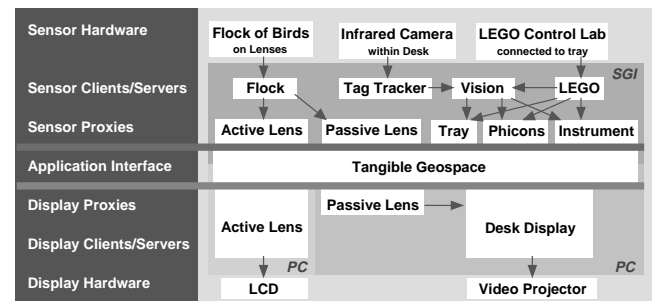 Sensor Hardware
Flock of Birds
on Lenses
Infrared Camera
within Desk
LEGO Control Lab
connected to tray
SGI
Sensor Clients/Servers
Flock
Tag Tracker
Vision
LEGO
Sensor Proxies
Active Lens
Passive Lens
Tray
Phicons
Instrument
Application Interface
Tangible Geospace
Display Proxies
Passive Lens
Active Lens
Desk Display
Display Clients/Servers
PC
PC
Display Hardware
LCD
Video Projector